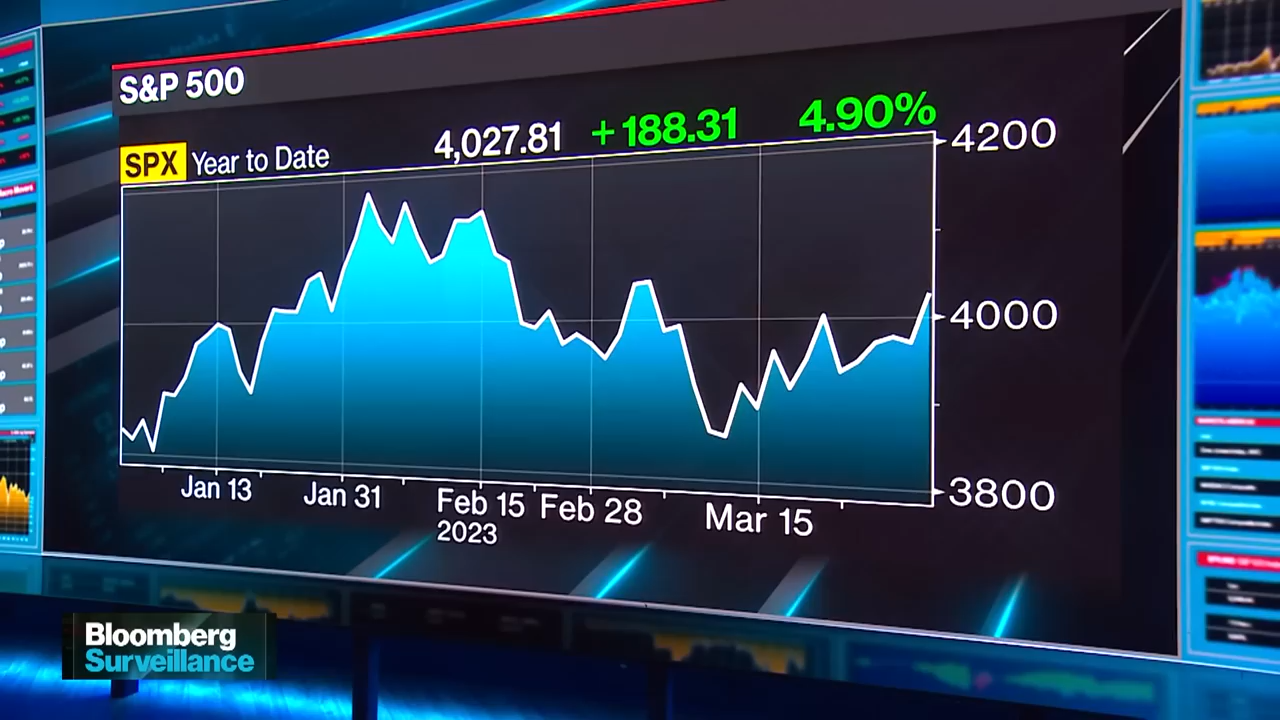 S&P 500
SPX Year to Date 4,027.81 +188.31 4.90%
4200
4000
3800
Jan 13 Jan 31 Feb 15 Feb 28 Mar 15
2023
Bloomberg
Surveillance